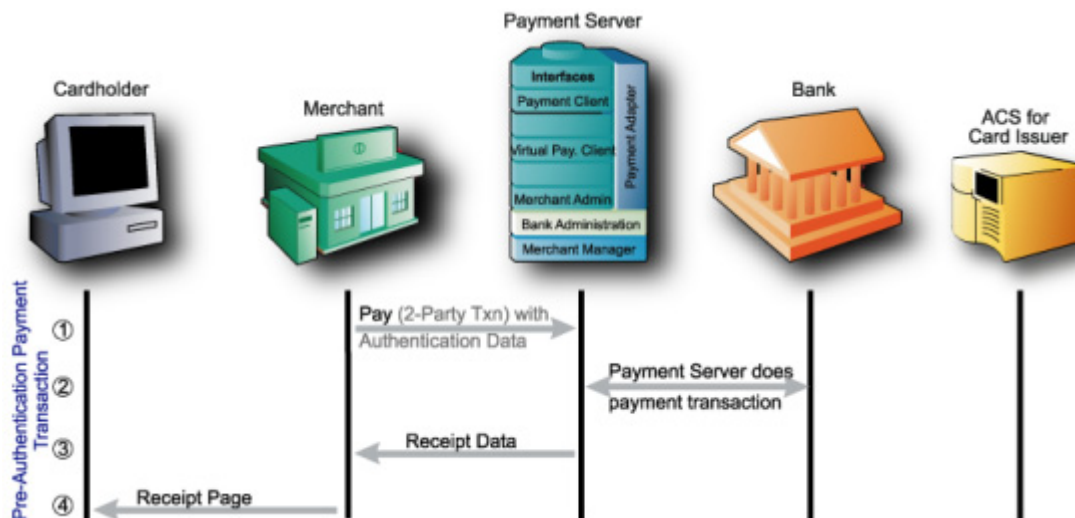 Payment Server
Cardholder
Merchant
Bank
ACS for
Card Issuer
Interfaces
Payment Client
Virtual Pay. Client
Merchant Admin
Payment Adapter
Bank Administration
Merchant Manager
Pre-Authentication Payment
Transaction
①
Pay (2-Party Txn) with
Authentication Data
②
Payment Server does
payment transaction
③
Receipt Data
④
Receipt Page